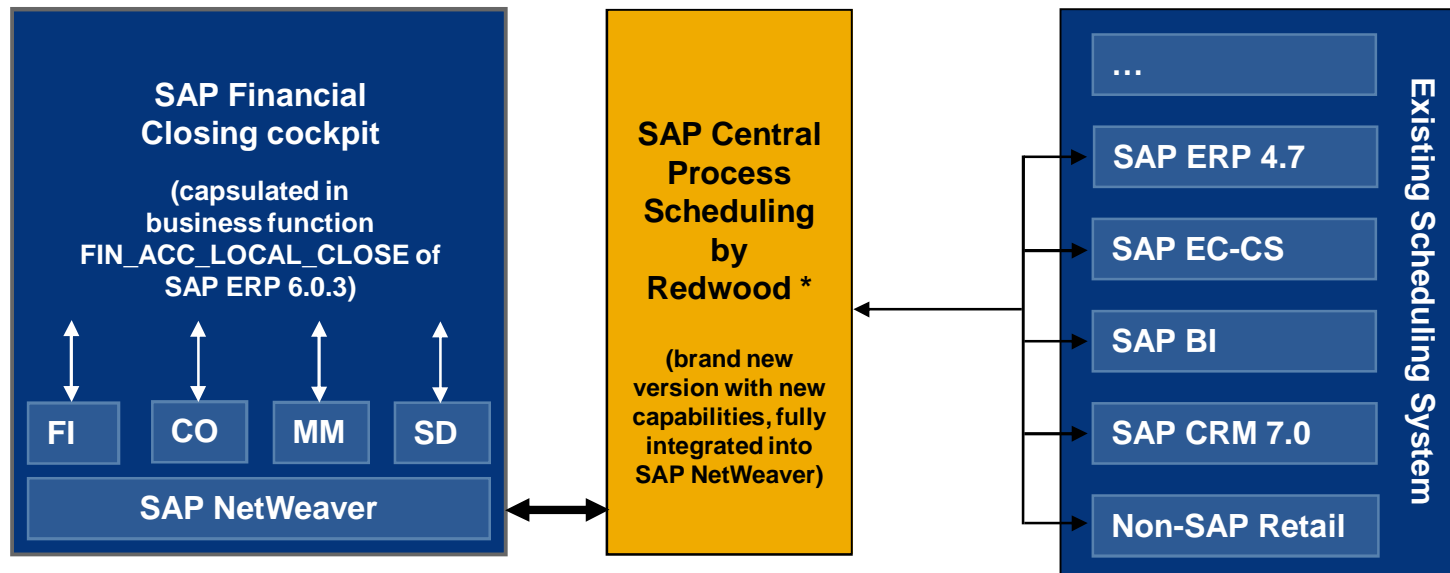 SAP Financial
Closing cockpit
(capsulated in
business function
FIN_ACC_LOCAL_CLOSE of
SAP ERP 6.0.3)
FI
CO
MM
SD
SAP NetWeaver
SAP Central
Process
Scheduling
by
Redwood *
(brand new
version with new
capabilities, fully
integrated into
SAP NetWeaver)
...
SAP ERP 4.7
SAP EC-CS
SAP BI
SAP CRM 7.0
Non-SAP Retail
Existing Scheduling System